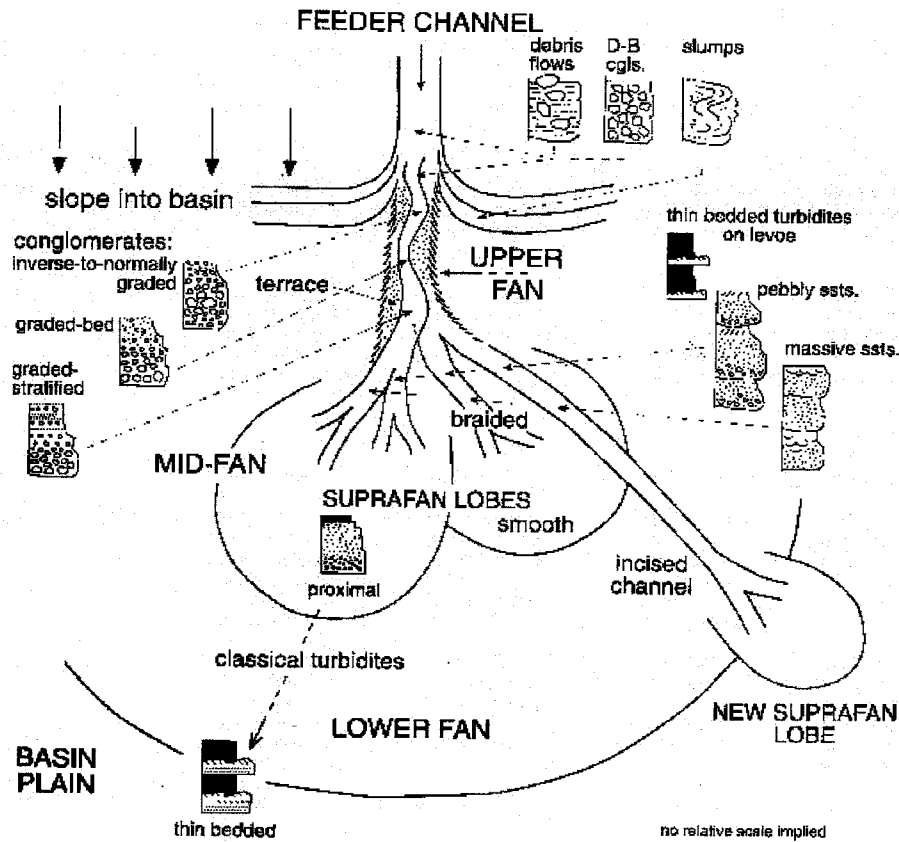 FEEDER CHANNEL
debris
flows
D-B
cgls.
slumps
slope into basin
conglomerates:
inverse-to-normally
graded
graded-bed
graded-
stratified
terrace
UPPER
FAN
thin bedded turbidites
on levoe
pebbly ssts.
massive ssts.
braided
MID-FAN
SUPRAFAN LOBES
smooth
proximal
incised
channel
classical turbidites
LOWER FAN
NEW SUPRAFAN
LOBE
BASIN
PLAIN
thin bedded
no relative scale implied